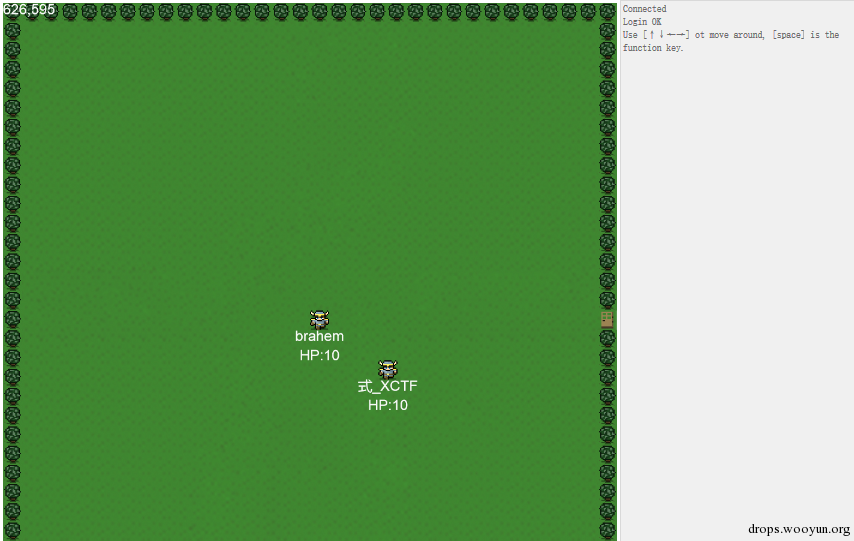 626,595
Connected
Login OK
Use [↑↓←→] ot move around, [space] is the
function key.
brahem
HP:10
式_XCTF
HP:10
drops.wooyun.org